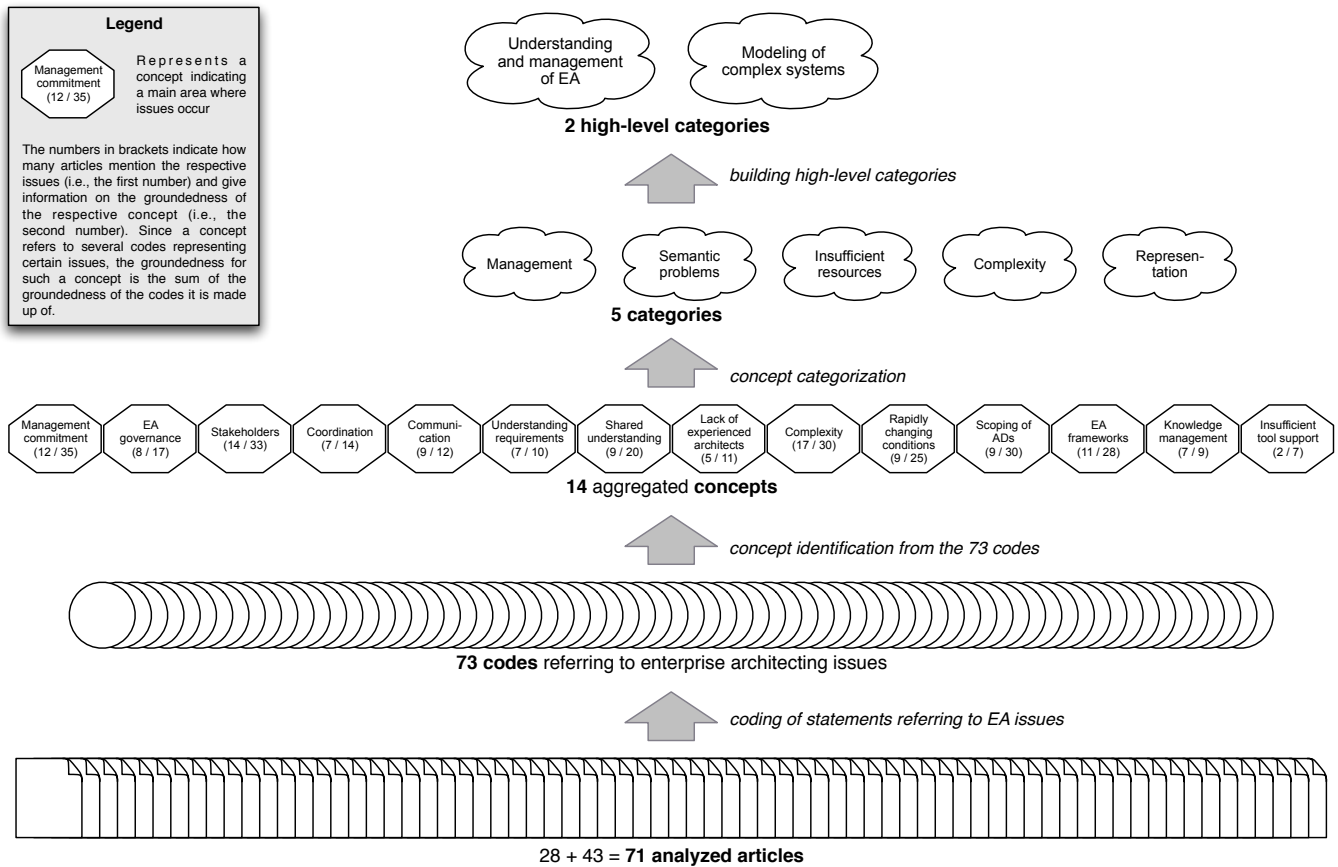 Legend
Management
commitment
(12 / 35)
Represents a
concept indicating
a main area where
issues occur
The numbers in brackets indicate how
many articles mention the respective
issues (i.e., the first number) and give
information on the groundedness of
the respective concept (i.e., the
second number). Since a concept
refers to several codes representing
certain issues, the groundedness for
such a concept is the sum of the
groundedness of the codes it is made
up of.
Understanding
and management
of EA
Modeling of
complex systems
2 high-level categories
building high-level categories
Management
Semantic
problems
Insufficient
resources
Complexity
Represen-
tation
5 categories
concept categorization
Management
commitment
(12 / 35)
EA
governance
(8 / 17)
Stakeholders
(14 / 33)
Coordination
(7 / 14)
Communi-
cation
(9 / 12)
Understanding
requirements
(7 / 10)
Shared
understanding
(9 / 20)
Lack of
experienced
architects
(5 / 11)
Complexity
(17 / 30)
Rapidly
changing
conditions
(9 / 25)
Scoping of
ADs
(9 / 30)
EA
frameworks
(11 / 28)
Knowledge
management
(7 / 9)
Insufficient
tool support
(2 / 7)
14 aggregated concepts
concept identification from the 73 codes
73 codes referring to enterprise architecting issues
coding of statements referring to EA issues
28 + 43 = 71 analyzed articles